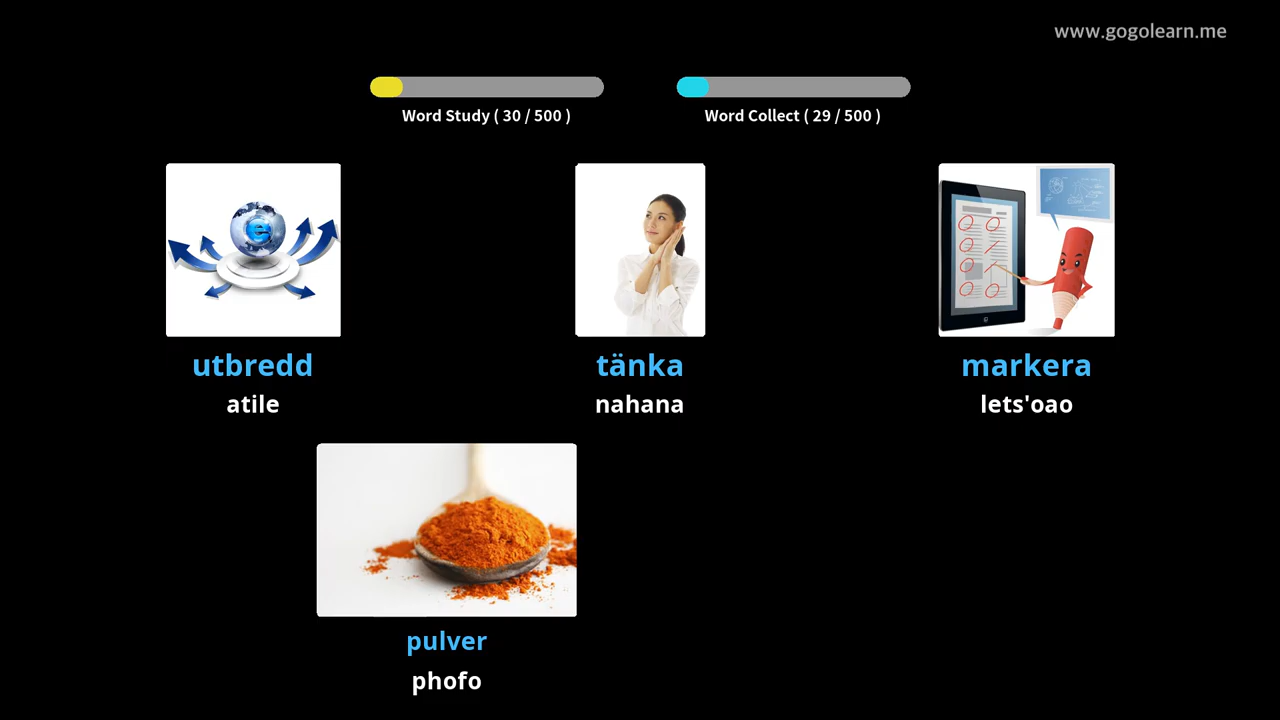 www.gogolearn.me
Word Study ( 30 / 500 )
Word Collect ( 29 / 500 )
utbredd
tänka
markera
atile
nahana
lets'oao
pulver
phofo